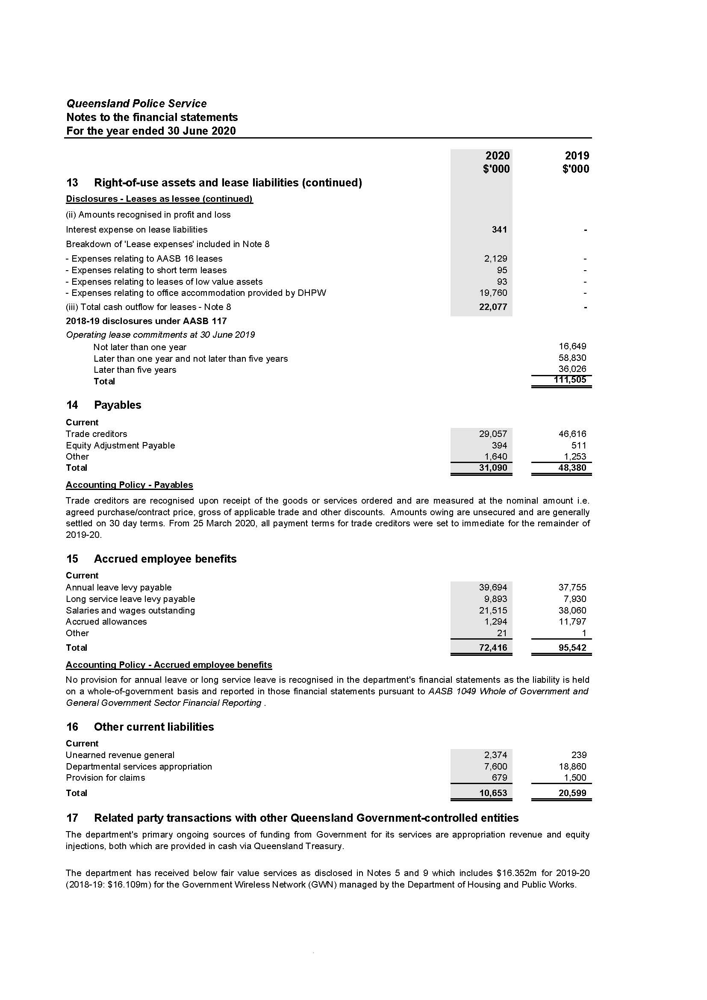 Queensland Police Service
Notes to the financial statements
For the year ended 30 June 2020
2020 2019
$'000 $'000
13 Right-of-use assets and lease liabilities (continued)
Disclosures - Leases as lessee (continued)
(ii) Amounts recognised in profit and loss
Interest expense on lease liabilities 341 -
Breakdown of 'Lease expenses' included in Note 8
- Expenses relating to AASB 16 leases 2,129 -
- Expenses relating to short term leases 95 -
- Expenses relating to leases of low value assets 93 -
- Expenses relating to office accommodation provided by DHPW 19,760 -
(iii) Total cash outflow for leases - Note 8 22,077 -
2018-19 disclosures under AASB 117
Operating lease commitments at 30 June 2019
Not later than one year 16,649
Later than one year and not later than five years 58,830
Later than five years 36,026
Total 111,505
14 Payables
Current
Trade creditors 29,057 46,616
Equity Adjustment Payable 394 511
Other 1,640 1,253
Total 31,090 48,380
Accounting Policy - Payables
Trade creditors are recognised upon receipt of the goods or services ordered and are measured at the nominal amount i.e.
agreed purchase/contract price, gross of applicable trade and other discounts. Amounts owing are unsecured and are generally
settled on 30 day terms. From 25 March 2020, all payment terms for trade creditors were set to immediate for the remainder of
2019-20.
15 Accrued employee benefits
Current
Annual leave levy payable 39,694 37,755
Long service leave levy payable 9,893 7,930
Salaries and wages outstanding 21,515 38,060
Accrued allowances 1,294 11,797
Other 21 1
Total 72,416 95,542
Accounting Policy - Accrued employee benefits
No provision for annual leave or long service leave is recognised in the department's financial statements as the liability is held
on a whole-of-government basis and reported in those financial statements pursuant to AASB 1049 Whole of Government and
General Government Sector Financial Reporting .
16 Other current liabilities
Current
Unearned revenue general 2,374 239
Departmental services appropriation 7,600 18,860
Provision for claims 679 1,500
Total 10,653 20,599
17 Related party transactions with other Queensland Government-controlled entities
The department's primary ongoing sources of funding from Government for its services are appropriation revenue and equity
injections, both which are provided in cash via Queensland Treasury.
The department has received below fair value services as disclosed in Notes 5 and 9 which includes $16.352m for 2019-20
(2018-19: $16.109m) for the Government Wireless Network (GWN) managed by the Department of Housing and Public Works.